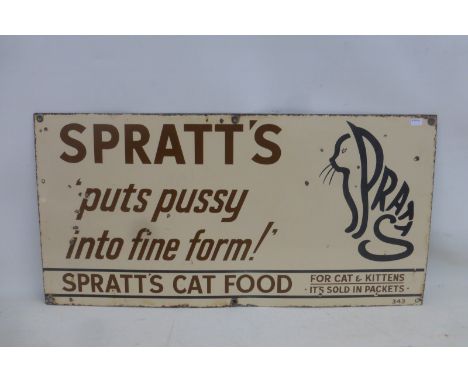 SPRATT'S
'puts pussy
into fine form!'
SPRATTS
SPRATT'S CAT FOOD
FOR CAT & KITTENS
· IT'S SOLD IN PACKETS ·
343